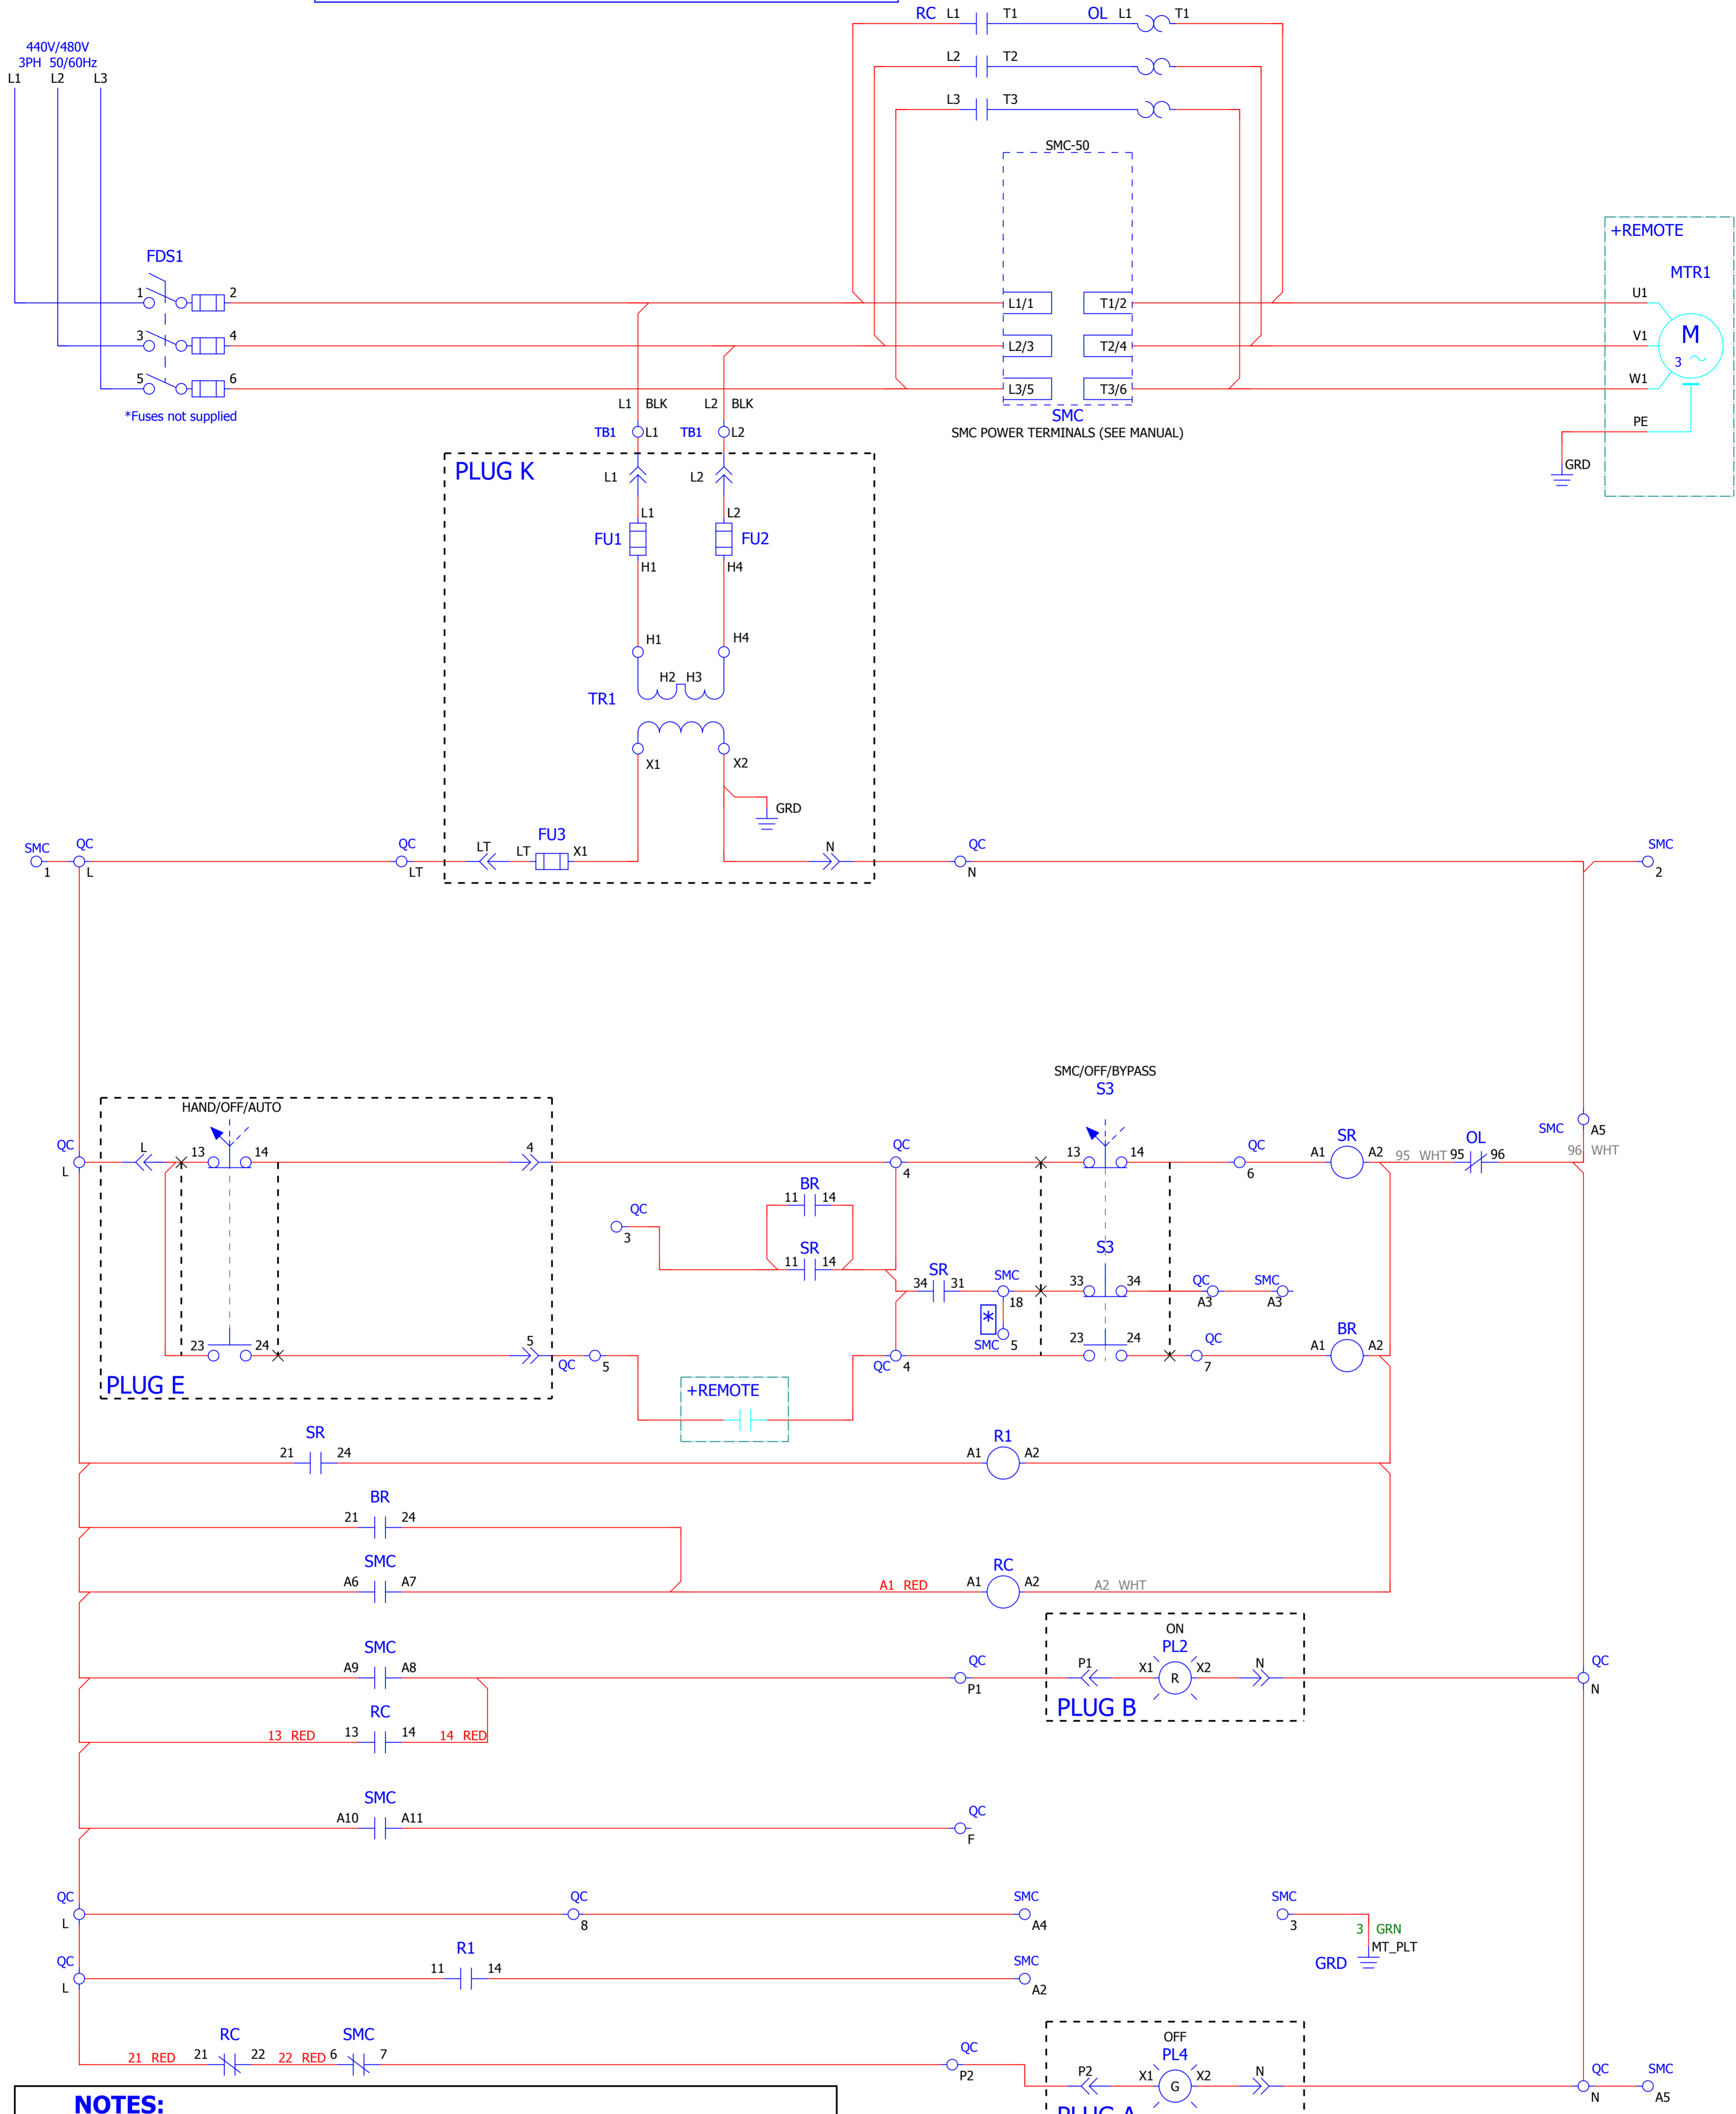 RC L1 T1 OL L1 T1
440V/480V
3PH 50/60Hz
L1 L2 L3
L2 T2
L3 T3
SMC-50
+REMOTE
MTR1
FDS1
1 2
L1/1 T1/2
U1
3 4
L2/3 T2/4
V1
M
3
5 6
L3/5 T3/6
W1
*Fuses not supplied
SMC
SMC POWER TERMINALS (SEE MANUAL)
PE
GRD
L1 BLK L2 BLK
TB1 L1 TB1 L2
PLUG K
L1 L2
L1 L2
FU1 FU2
H1 H4
H1 H4
H2 H3
TR1
X1 X2
GRD
SMC QC QC
1 L LT
LT LT FU3 X1
N
QC
N
SMC
2
SMC/OFF/BYPASS
S3
HAND/OFF/AUTO
QC
L
L 13 14 4
QC
4
13 14
QC
6
SR
A1 A2
95 WHT
OL
95 96
SMC A5
96 WHT
BR
11 14
QC
3
SR
11 14
S3
SR
34 31
SMC
18
33 34
QC
A3
SMC
A3
*
SMC 5
23 24 5
QC 5
QC 4
23 24
QC
7
BR
A1 A2
PLUG E
+REMOTE
SR
21 24
R1
A1 A2
BR
21 24
SMC
A6 A7
A1 RED
RC
A1 A2
A2 WHT
ON
SMC
A9 A8
QC
P1
PL2
P1 X1 R X2 N
QC
N
PLUG B
RC
13 RED 13 14 14 RED
SMC
A10 A11
QC
F
QC
L
QC
8
SMC
A4
SMC
3
3 GRN
MT_PLT
GRD
QC
L
R1
11 14
SMC
A2
RC SMC
21 RED 21 22 22 RED 6 7
QC
P2
OFF
PL4
P2 X1 G X2 N
QC
N
SMC
A5
PLUG A
NOTES: